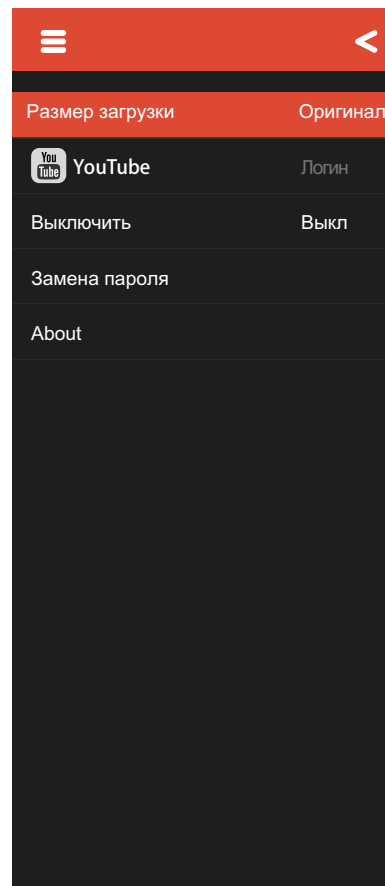 Размер загрузки Оригинал
You Tube YouTube Логин
Выключить Выкл
Замена пароля
About